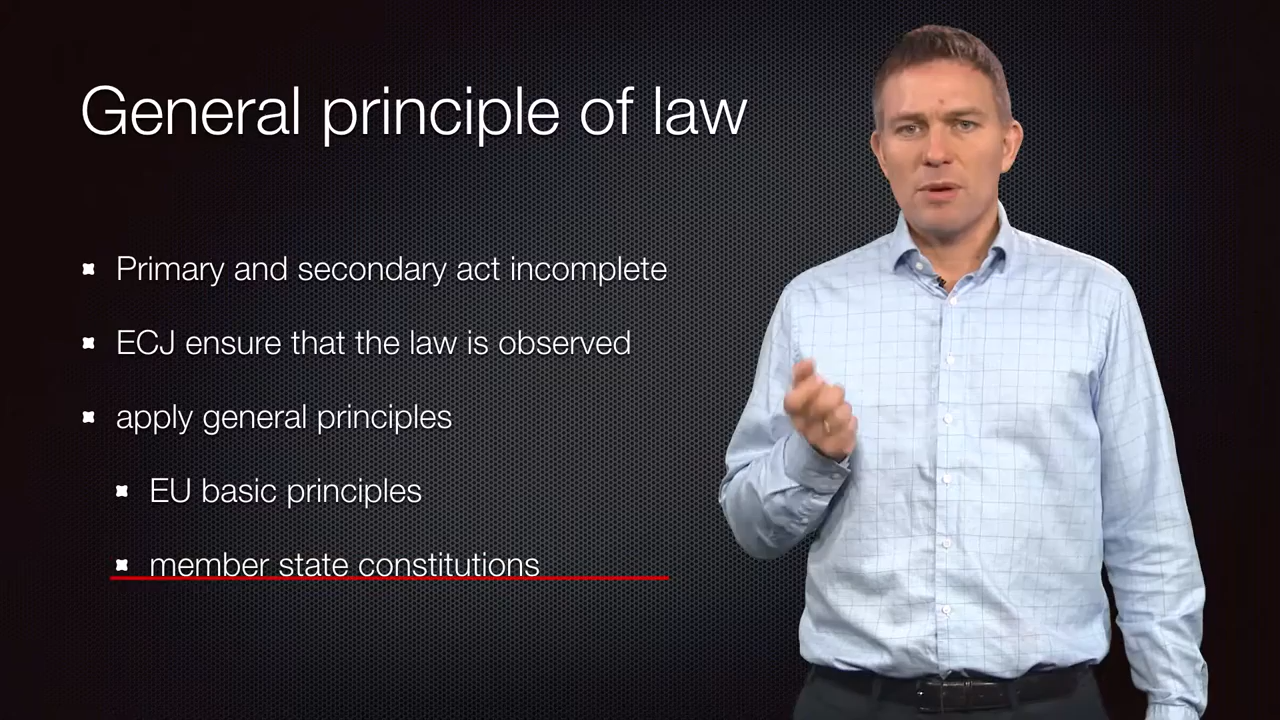 General principle of law
Primary and secondary act incomplete
ECJ ensure that the law is observed
apply general principles
EU basic principles
member state constitutions